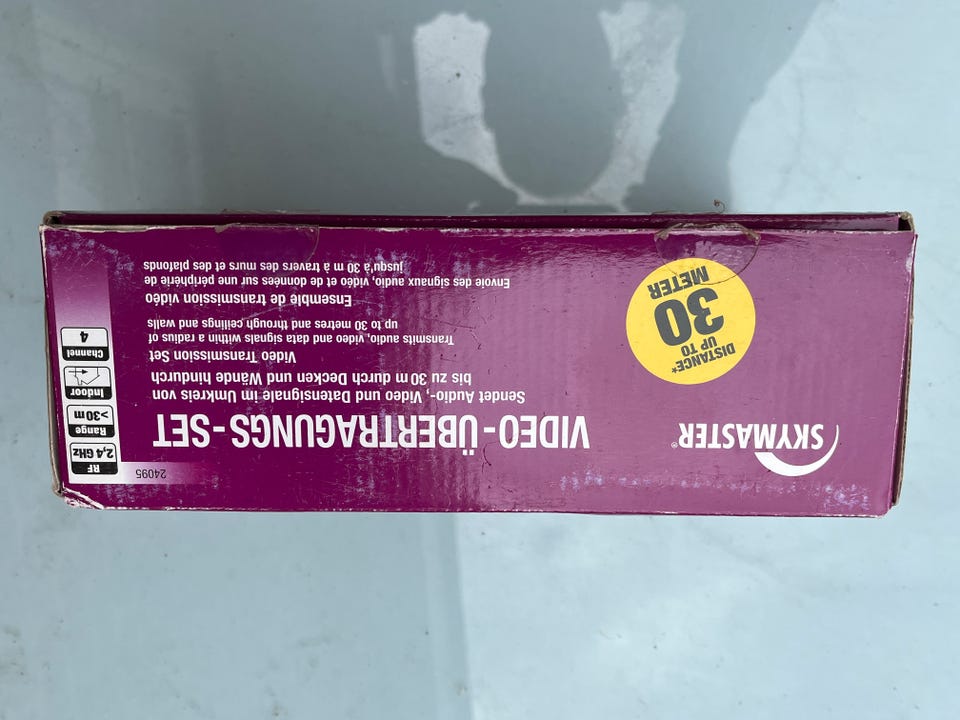 SKYMASTER®
VIDEO-ÜBERTRAGUNGS-SET
Sendet Audio-, Video und Datensignale im Umkreis von
bis zu 30 m durch Decken und Wände hindurch
Video Transmission Set
Transmits audio, video and data signals within a radius of
up to 30 metres and through ceilings and walls
Ensemble de transmission vidéo
Envoie des signaux audio, vidéo et de données sur une périphérie de
jusqu'à 30 m à travers des murs et des plafonds
DISTANCE*
UP TO
30
METER
24095
RF
2,4 GHz
Range
>30m
Indoor
Channel
4